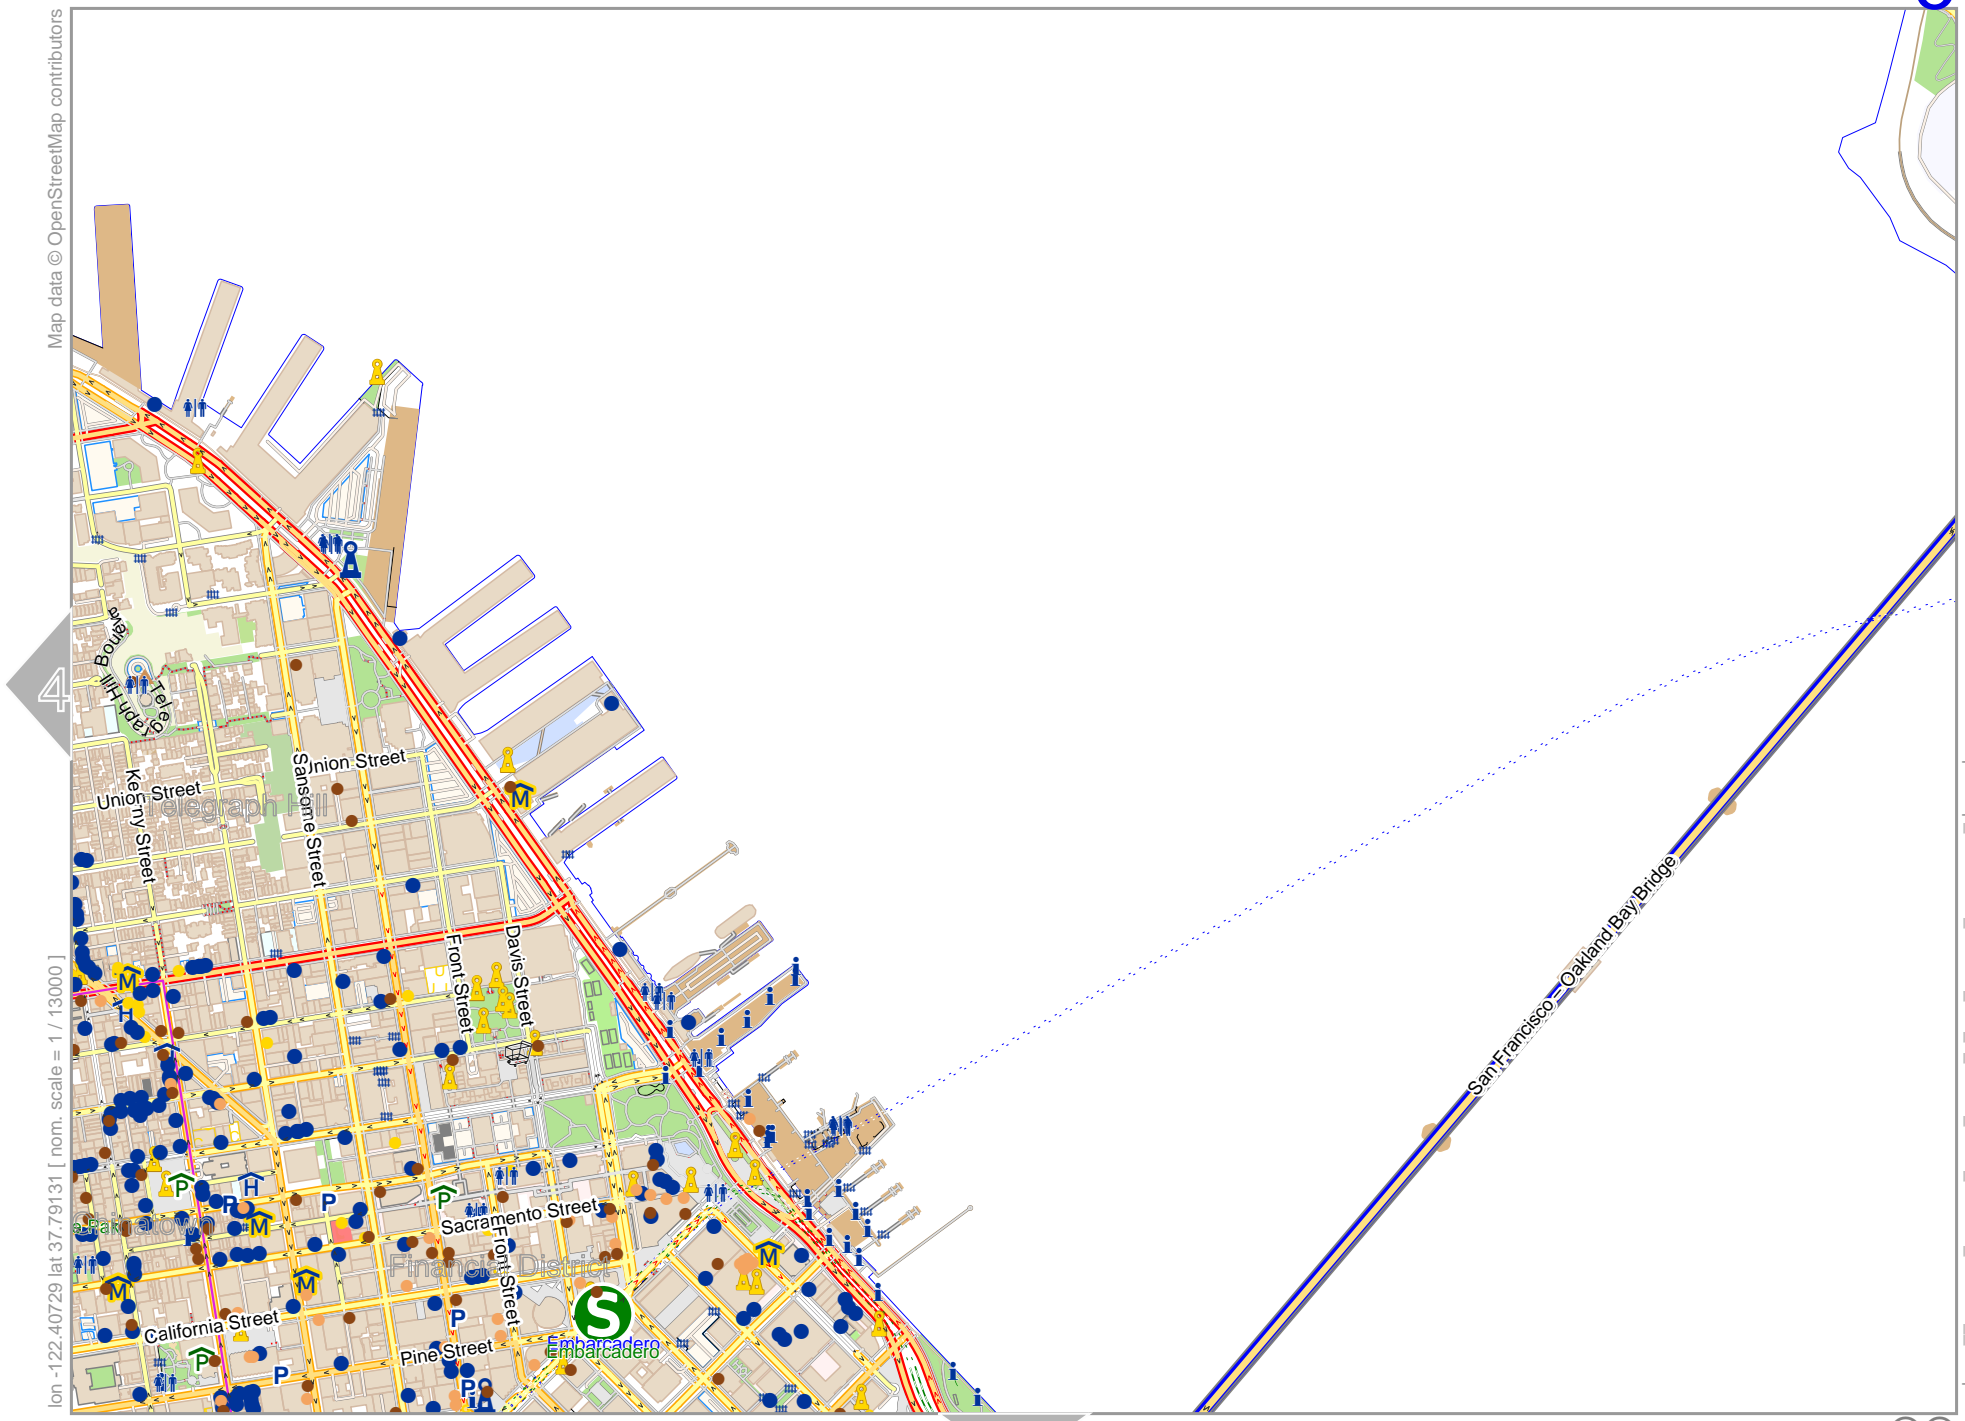 Map data © OpenStreetMap contributors
lon -122.40729 lat 37.79131 [ nom. scale = 1 / 13000 ]
4
Telegraph Hill Boulevard
Union Street
Union Street
Telegraph Hill
Sansome Street
Kearny Street
Front Street
Davis Street
San Francisco – Oakland Bay Bridge
Sacramento Street
Chinatown
Financial District
Front Street
California Street
Pine Street
S
Embarcadero
Embarcadero
M
M
M
M
M
M
H
H
P
P
P
P
P
P
P